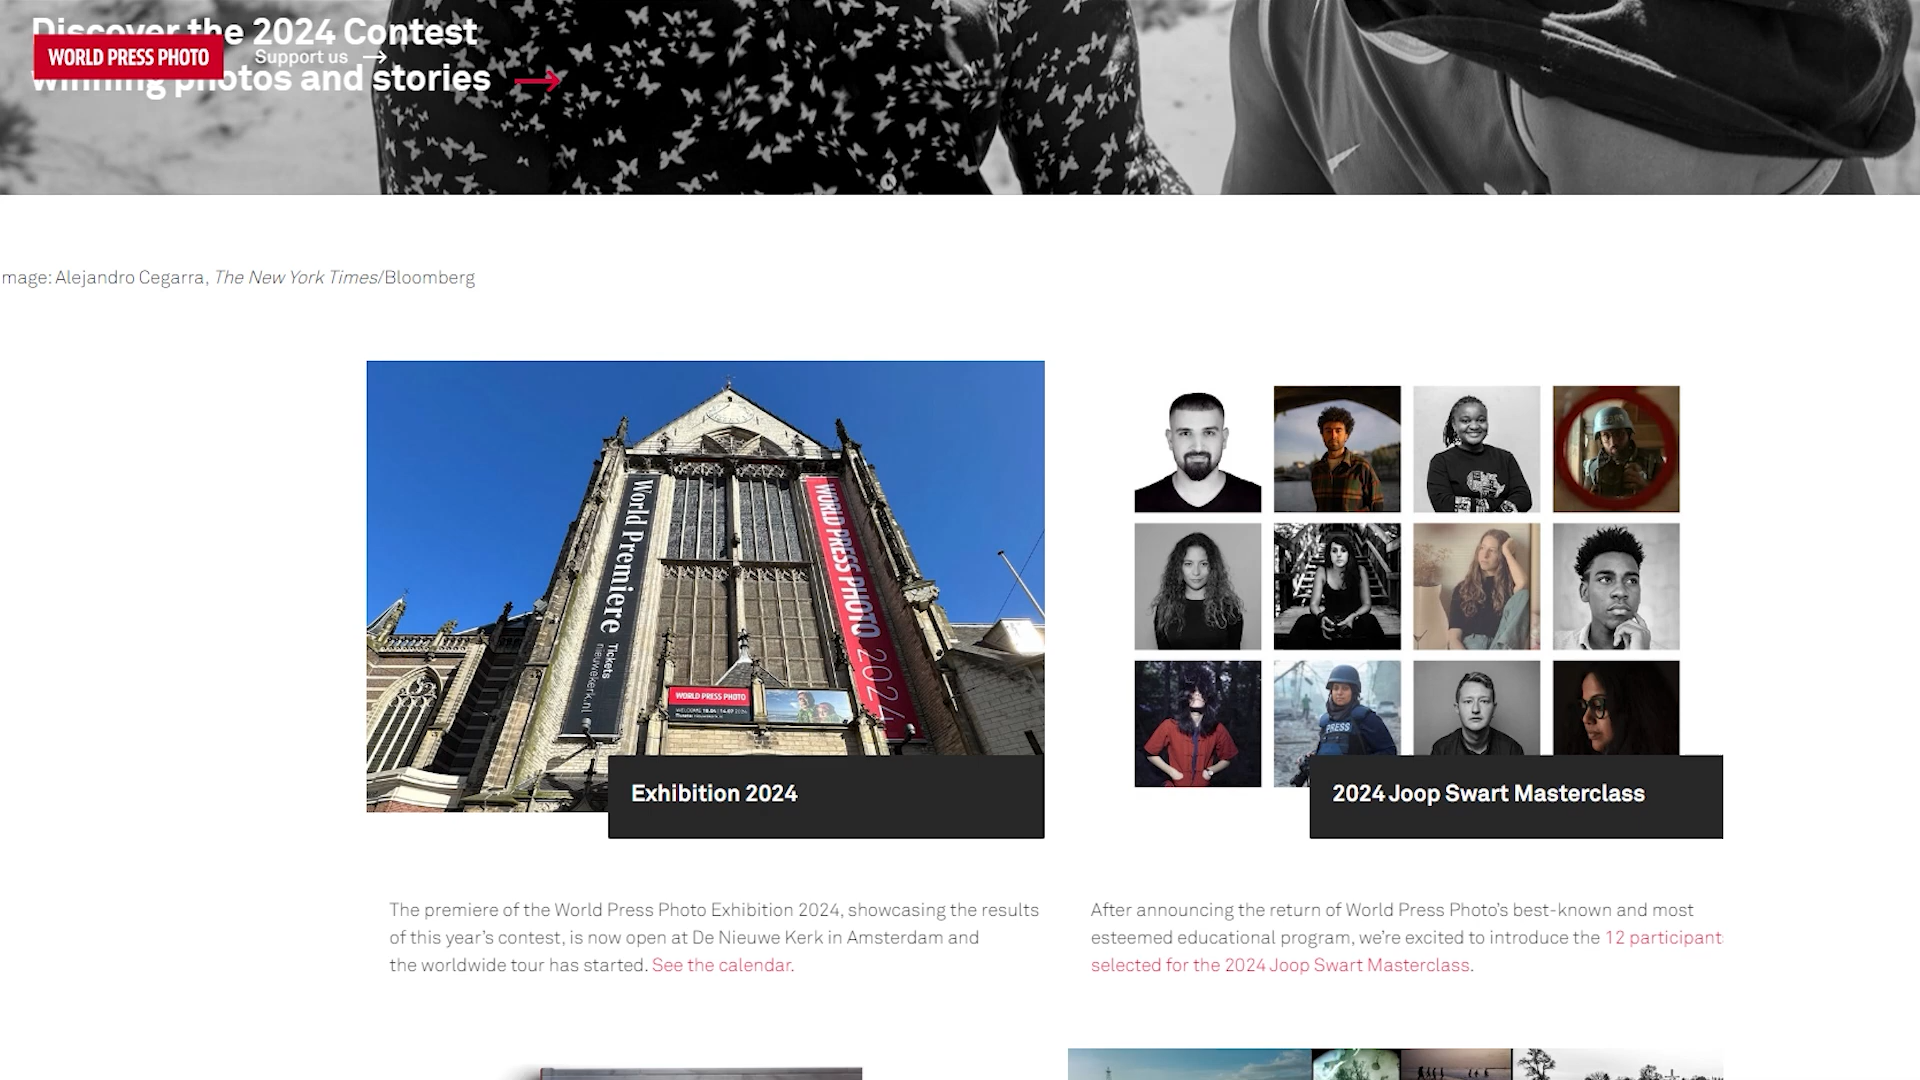 Discover the 2024 Contest
WORLD PRESS PHOTO
Support us
winning photos and stories
mage: Alejandro Cegarra, The New York Times/Bloomberg
World Premiere
Tickets
nieuwekerk.nl
WORLD PRESS PHOTO 2024
WORLD PRESS PHOTO
PRESS
Exhibition 2024
2024 Joop Swart Masterclass
The premiere of the World Press Photo Exhibition 2024, showcasing the results
of this year's contest, is now open at De Nieuwe Kerk in Amsterdam and
the worldwide tour has started. See the calendar.
After announcing the return of World Press Photo's best-known and most
esteemed educational program, we're excited to introduce the 12 participant
selected for the 2024 Joop Swart Masterclass.